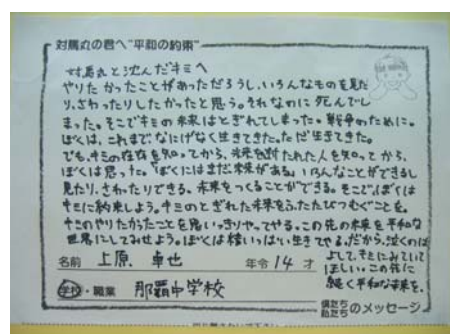 対馬丸の君へ"平和の約束"
対馬丸と沈んだキミへ
やりたかったことがあっただろうし、いろんなものを見た
り、さわったりしたかったと思う。それなのに死んでし
まった。そこでキミの未来はとぎれてしまった。戦争のために。
ぼくは、これまでなにげなく生きてきた。ただ生きてきた。
でも、キミの存在を知ってから、未来を断たれた人を知ってから、
ぼくは思った。「ぼくにはまだ未来がある。いろんなことができるし
見たり、さわったりできる。未来をつくることができる。そこで、ぼくは
キミに約束しよう。キミのとぎれた未来をふたたびつむぐことを。
キミのやりたかったことを思いっきりやってやる。この先の未来を平和な
世界にしてみせよう。ぼくは精いっぱい生きてやる。だから、泣くのは
よして、キミにみていて
ほしい。この先に
続く平和な未来を。
名前 上原 卓也 年令 14 才
学校・職業 那覇中学校
僕たち
私たち のメッセージ